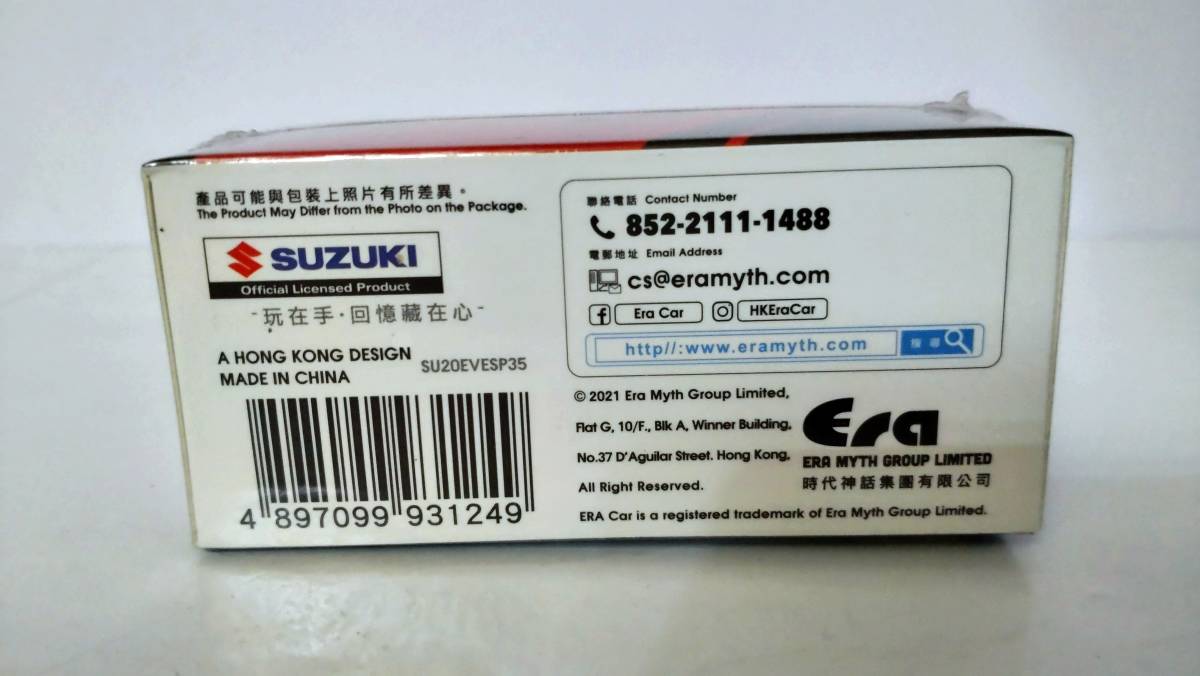 產品可能與包裝上照片有所差異。
The Product May Differ from the Photo on the Package.
SUZUKI
Official Licensed Product
-玩在手·回憶藏在心-
A HONG KONG DESIGN
MADE IN CHINA
SU20EVESP35
4 897099 931249
聯絡電話 Contact Number
852-2111-1488
電郵地址 Email Address
cs@eramyth.com
Era Car
HKEraCar
http//:www.eramyth.com
搜尋
© 2021 Era Myth Group Limited,
Flat G, 10/F., Blk A, Winner Building,
No.37 D'Aguilar Street. Hong Kong,
All Right Reserved.
Era
ERA MYTH GROUP LIMITED
時代神話集團有限公司
ERA Car is a registered trademark of Era Myth Group Limited.